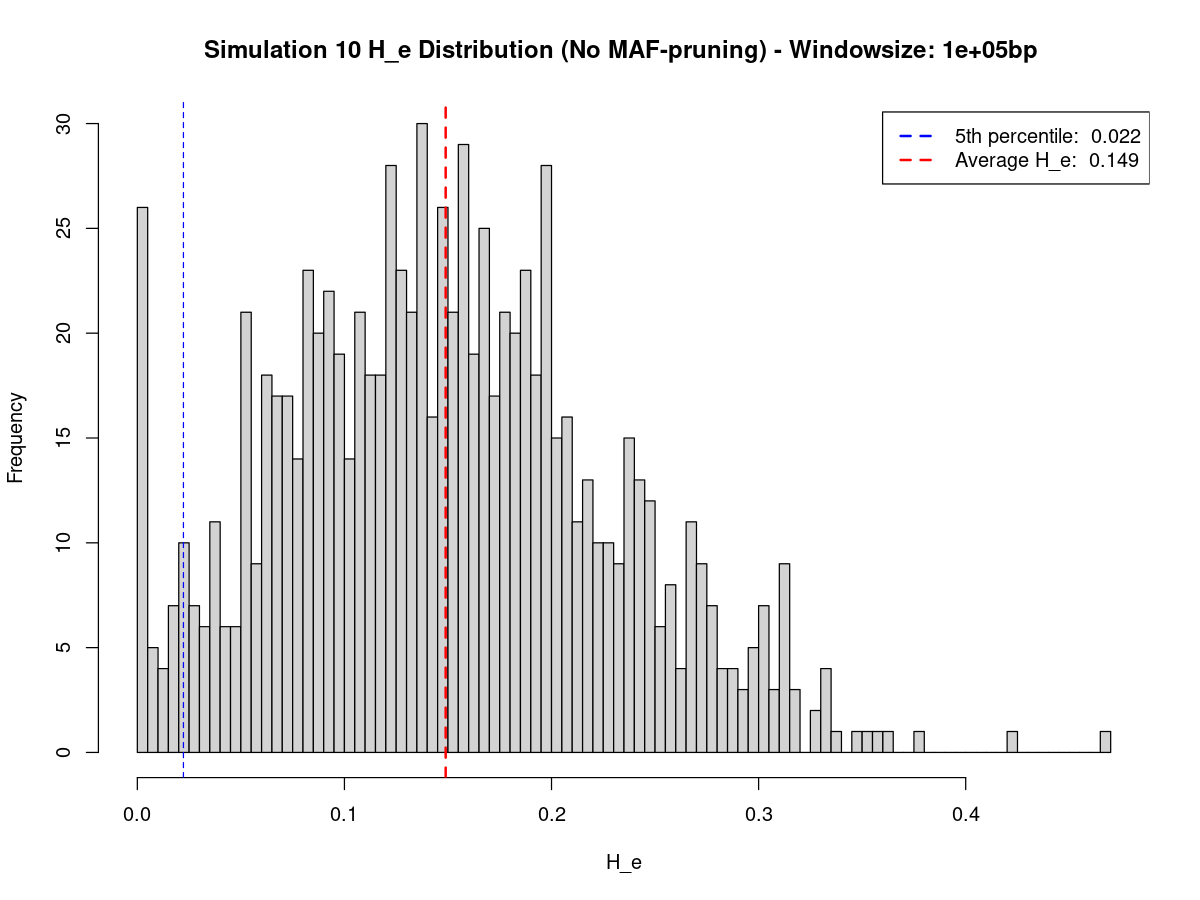 Simulation 10 H_e Distribution (No MAF-pruning) - Windowsize: 1e+05bp
5th percentile:  0.022
Average H_e:  0.149
Frequency
30
25
20
15
10
5
0
0.0 0.1 0.2 0.3 0.4
H_e